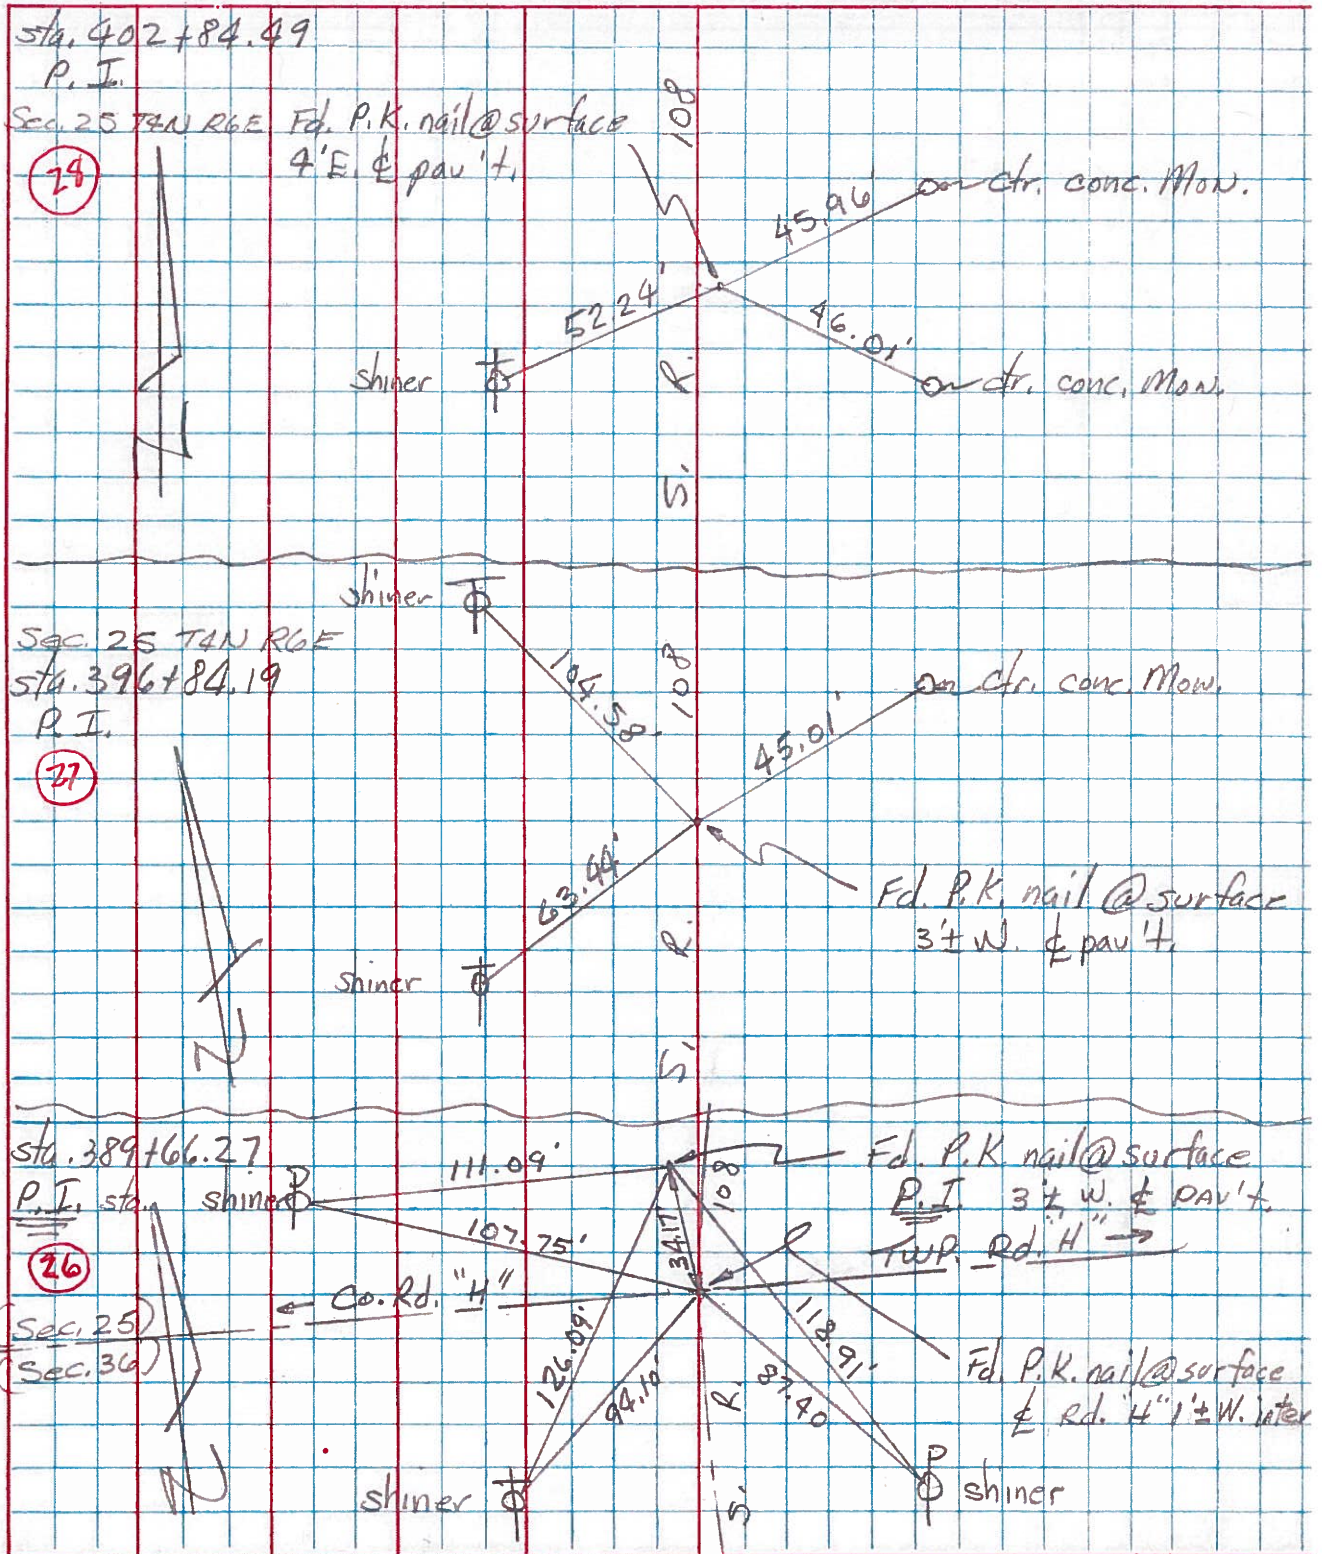 sta. 402+84.49
P. I.
Sec. 25 T4N R6E
28
Fd. P.K. nail @ surface
4' E. ℄ pav't.
108
45.96'
ctr. conc. Mon.
52.24'
46.01'
shiner
R.
ctr. conc. Mon.
S.
N
shiner
Sec. 25 T4N R6E
sta. 396+84.19
P. I.
27
104.58'
108
45.01'
ctr. conc. Mon.
63.44'
Fd. P.K. nail @ surface
3'± W. ℄ pav't.
R.
shiner
S.
N
sta. 389+66.27
P. I. sta.
26
shiner
P
111.09'
107.75'
34.17
108
Fd. P.K. nail @ surface
P.I. 3'± W. ℄ PAV't.
TWP. Rd. "H" →
← Co. Rd. "H"
Sec. 25
Sec. 36
126.09'
94.10'
118.91'
87.40
R.
Fd. P.K. nail @ surface
℄ Rd. "H" 1'± W. inter
N
shiner
S.
P
shiner